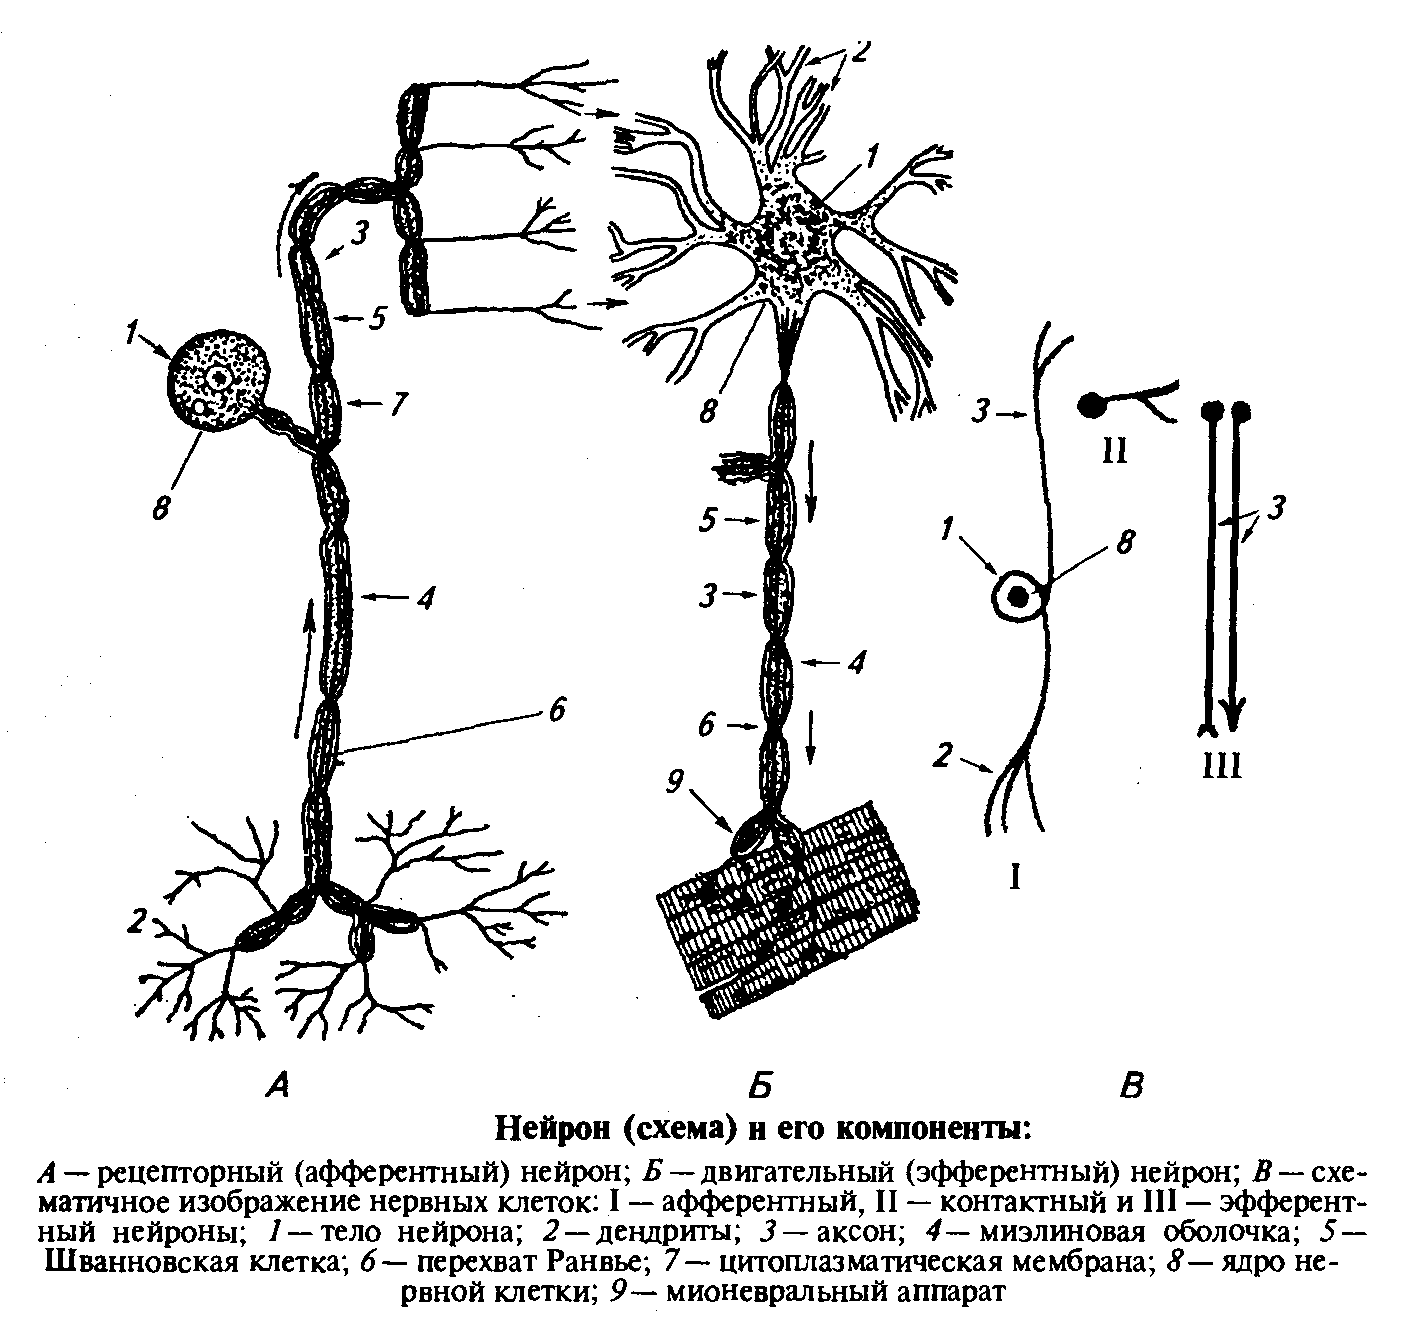 2
1
3
5
1
7
8
8
3
II
5
3
1
8
4
3
4
6
6
2
III
9
I
2
А Б В
Нейрон (схема) и его компоненты:
А — рецепторный (афферентный) нейрон; Б — двигательный (эфферентный) нейрон; В — схе-
матичное изображение нервных клеток: I — афферентный, II — контактный и III — эфферент-
ный нейроны; 1 — тело нейрона; 2 — дендриты; 3 — аксон; 4 — миэлиновая оболочка; 5 —
Шванновская клетка; 6 — перехват Ранвье; 7 — цитоплазматическая мембрана; 8 — ядро не-
рвной клетки; 9 — мионевральный аппарат